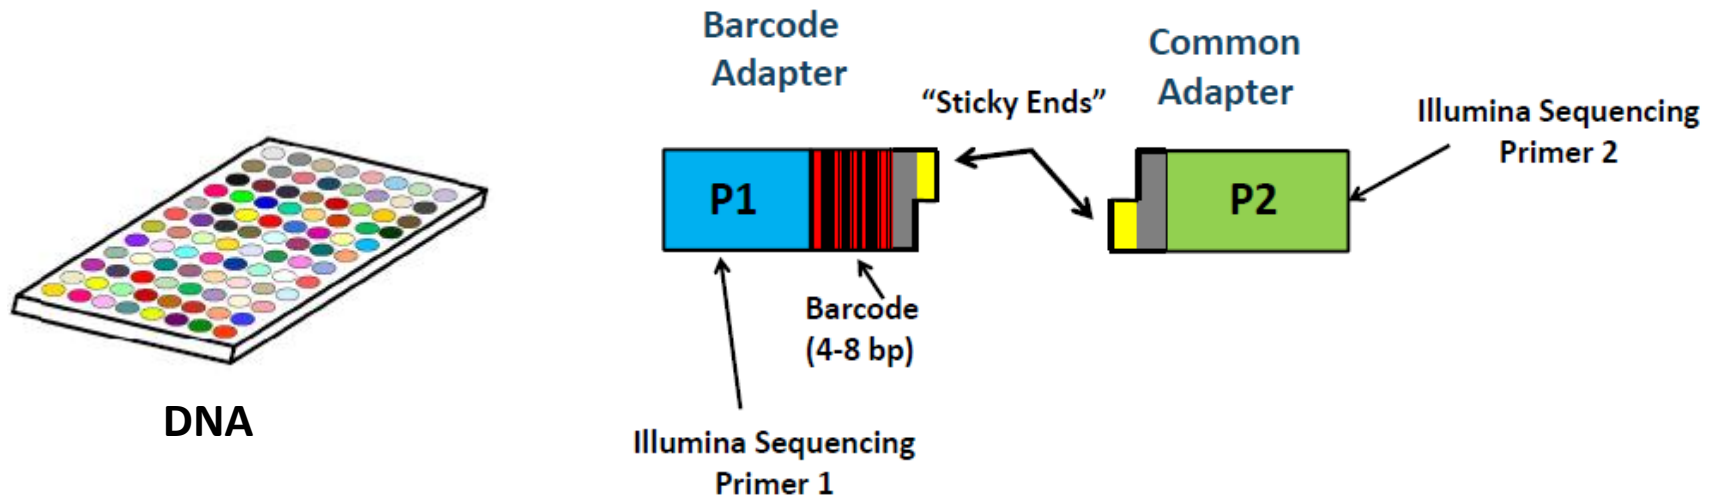 Barcode
Adapter
Common
Adapter
“Sticky Ends”
Illumina Sequencing
Primer 2
P1
P2
Barcode
(4-8 bp)
DNA
Illumina Sequencing
Primer 1